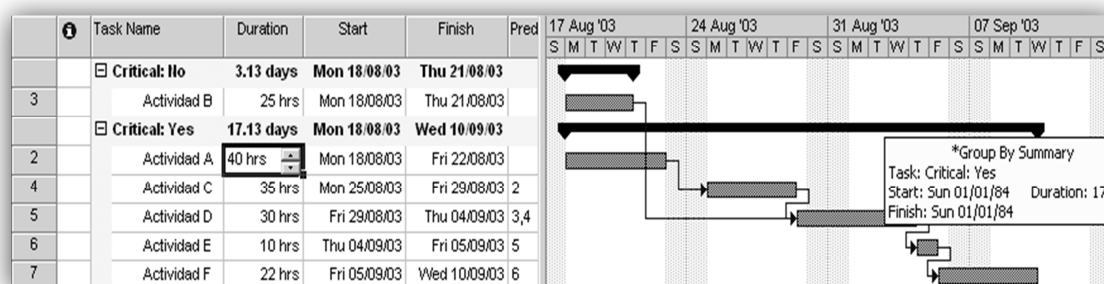 Task Name Duration Start Finish Pred 17 Aug '03 24 Aug '03 31 Aug '03 07 Sep '03
S M T W T F S S M T W T F S S M T W T F S S M T W T F S
Critical: No 3.13 days Mon 18/08/03 Thu 21/08/03
3 Actividad B 25 hrs Mon 18/08/03 Thu 21/08/03
Critical: Yes 17.13 days Mon 18/08/03 Wed 10/09/03
2 Actividad A 40 hrs Mon 18/08/03 Fri 22/08/03
4 Actividad C 35 hrs Mon 25/08/03 Fri 29/08/03 2
5 Actividad D 30 hrs Fri 29/08/03 Thu 04/09/03 3,4
6 Actividad E 10 hrs Thu 04/09/03 Fri 05/09/03 5
7 Actividad F 22 hrs Fri 05/09/03 Wed 10/09/03 6
*Group By Summary
Task: Critical: Yes
Start: Sun 01/01/84 Duration: 17
Finish: Sun 01/01/84